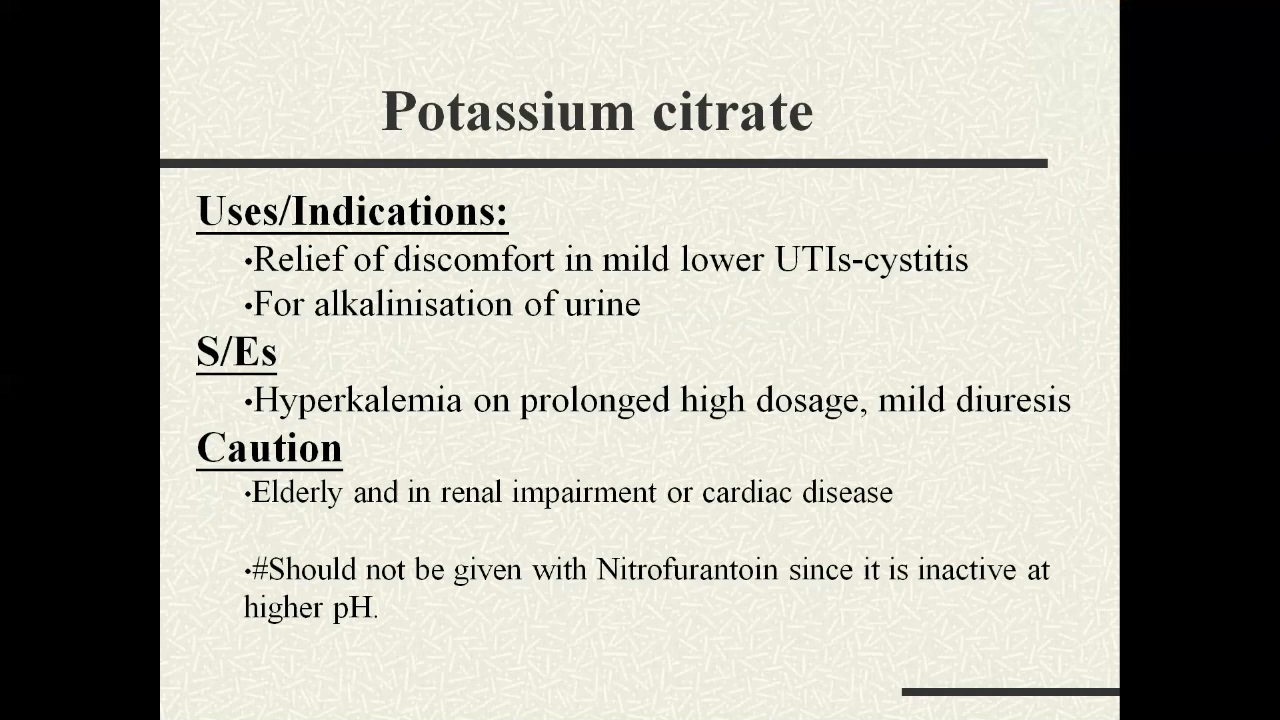 Potassium citrate
Uses/Indications:
•Relief of discomfort in mild lower UTIs-cystitis
•For alkalinisation of urine
S/Es
•Hyperkalemia on prolonged high dosage, mild diuresis
Caution
•Elderly and in renal impairment or cardiac disease
•#Should not be given with Nitrofurantoin since it is inactive at
higher pH.